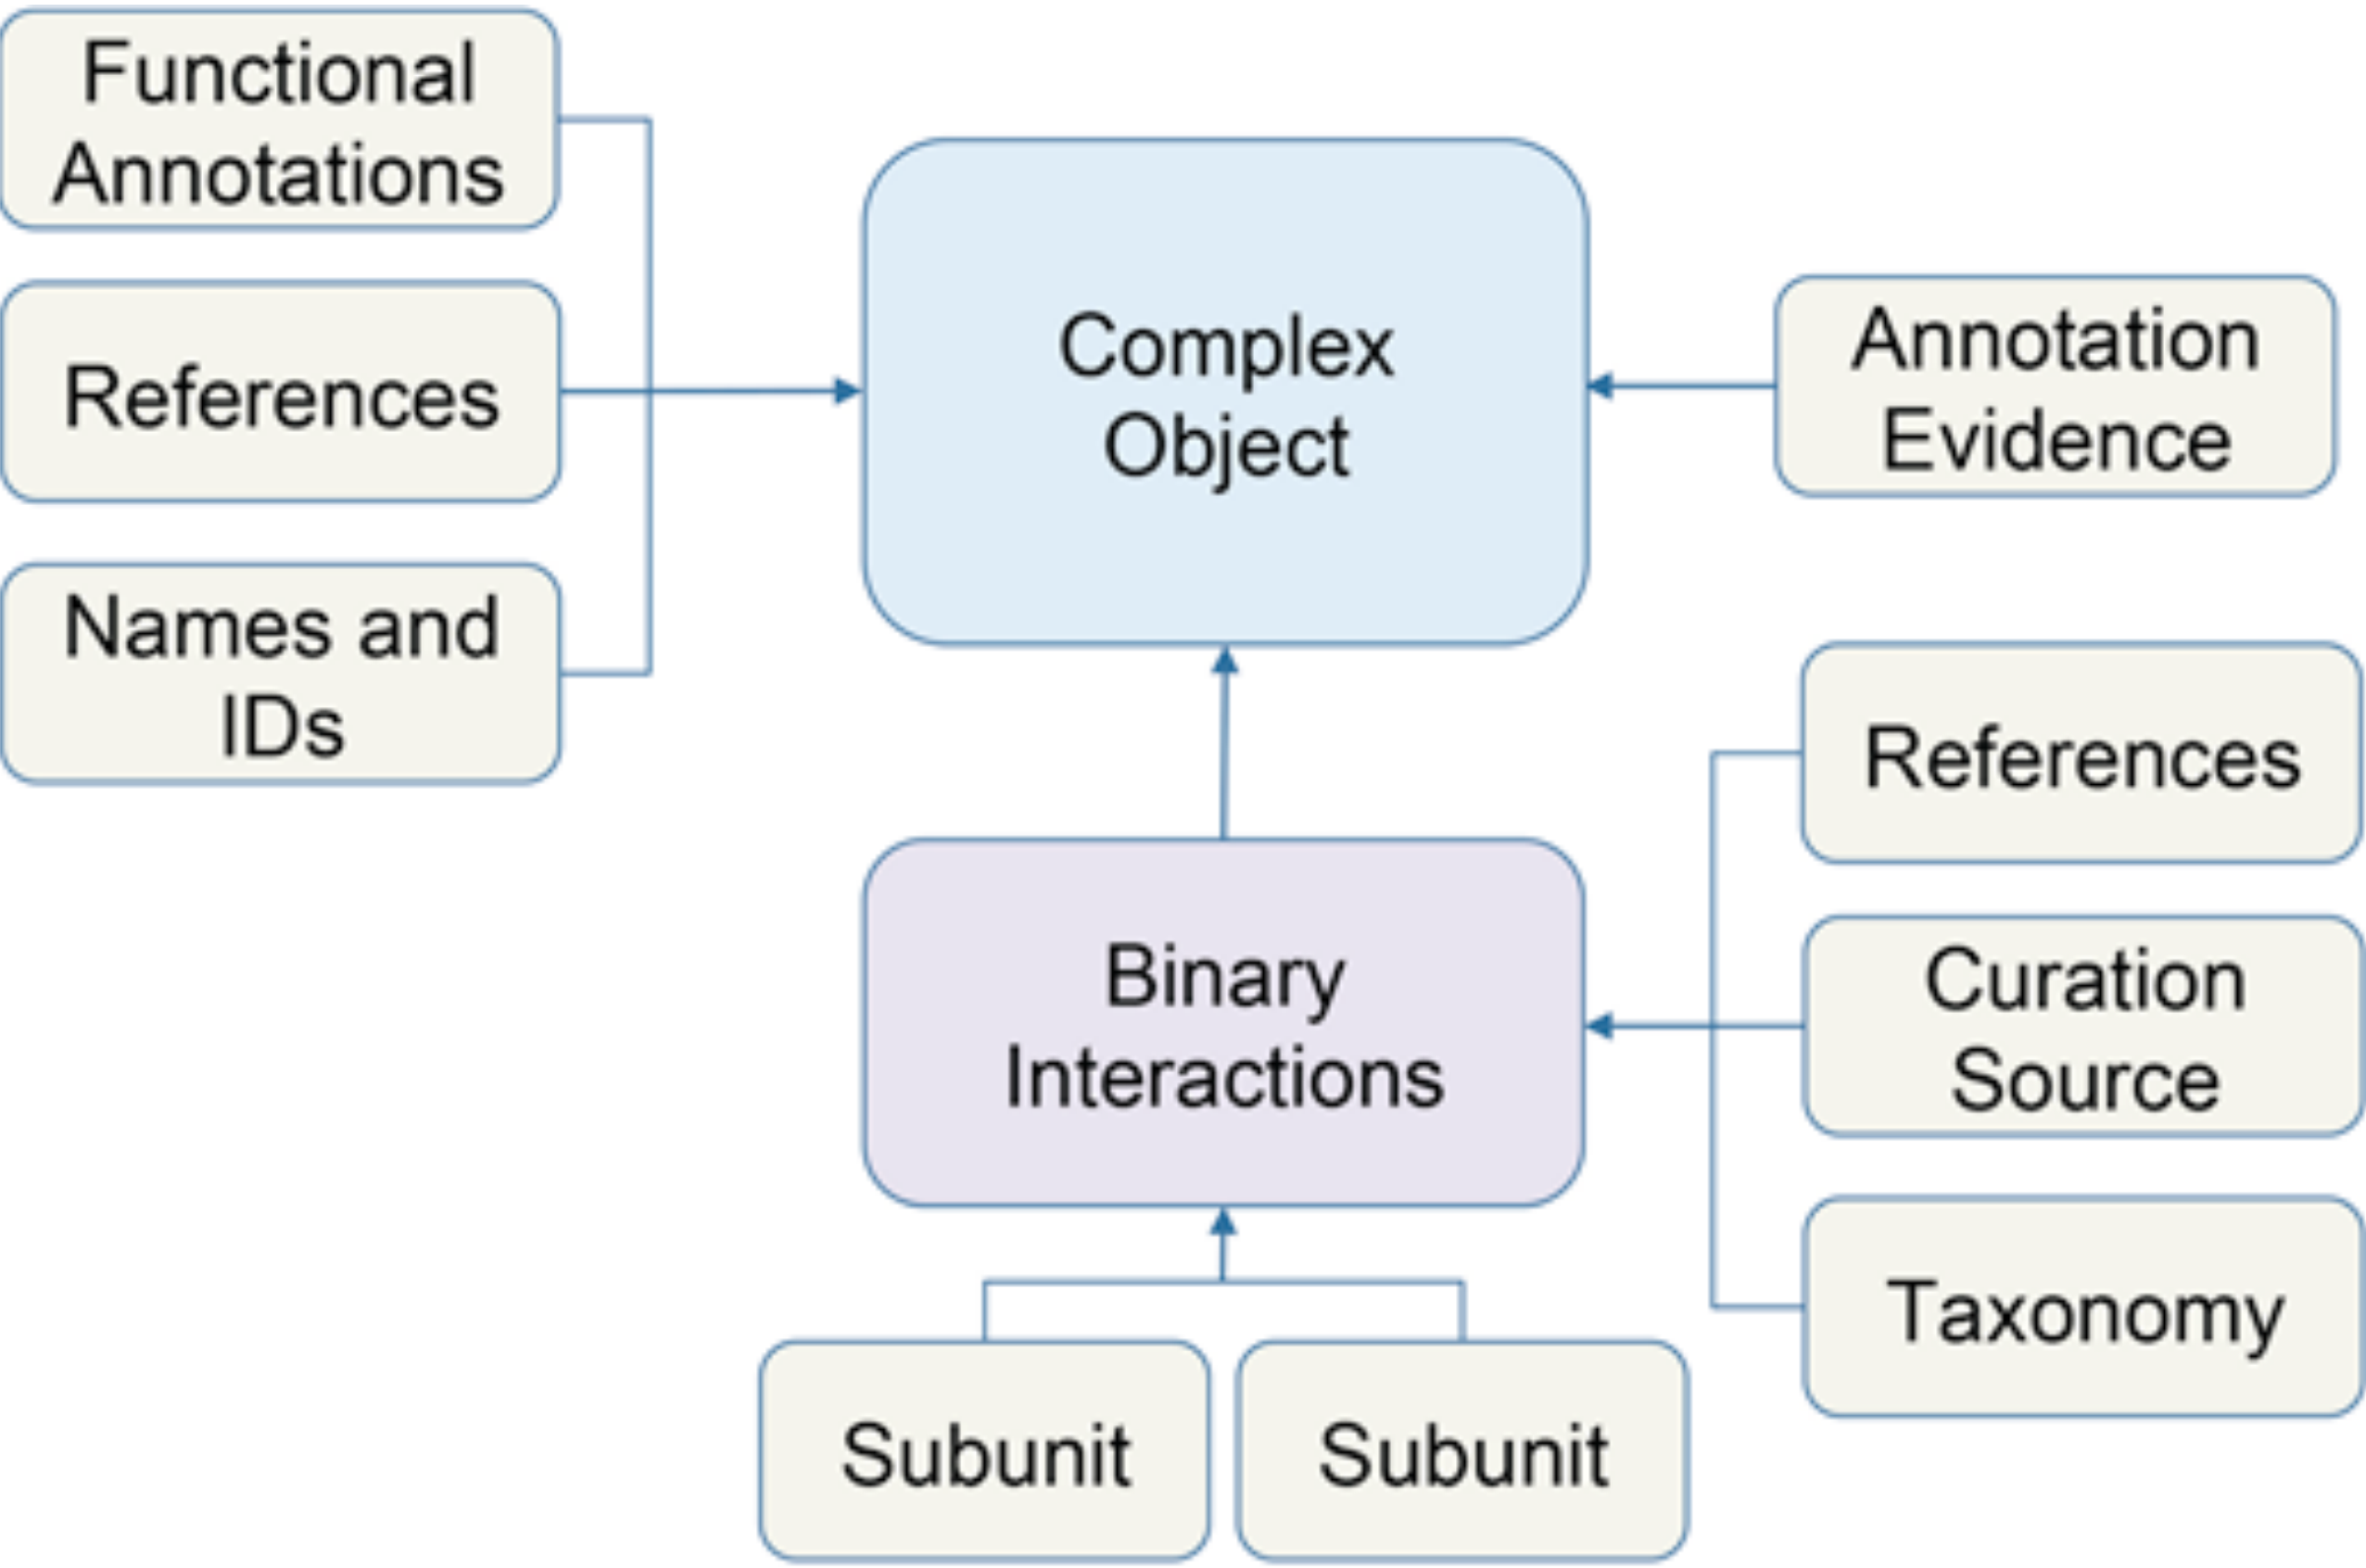 Functional
Annotations
References
Names and
IDs
Complex
Object
Annotation
Evidence
Binary
Interactions
References
Curation
Source
Taxonomy
Subunit
Subunit